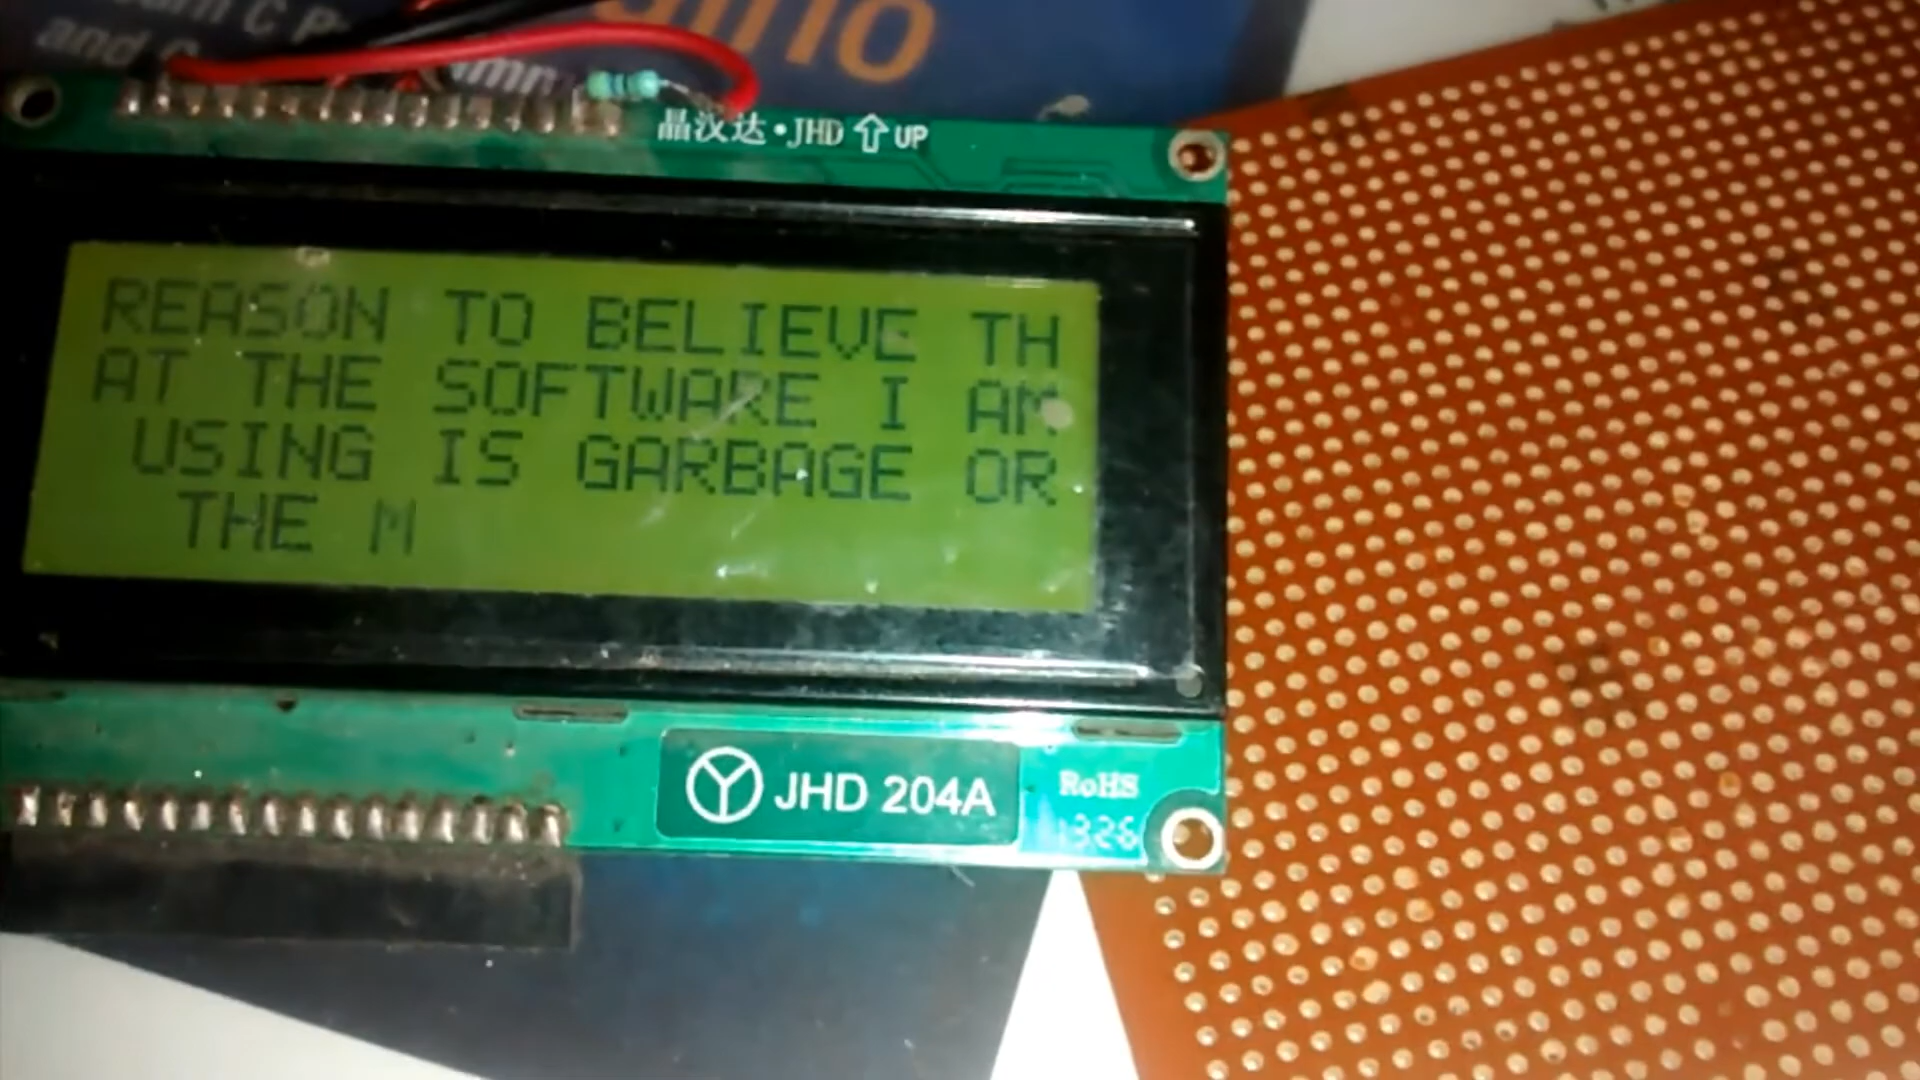 and
晶汉达•JHD ⇧ UP
REASON TO BELIEVE TH
AT THE SOFTWARE I AM
USING IS GARBAGE OR
THE M
JHD 204A
RoHS
1326